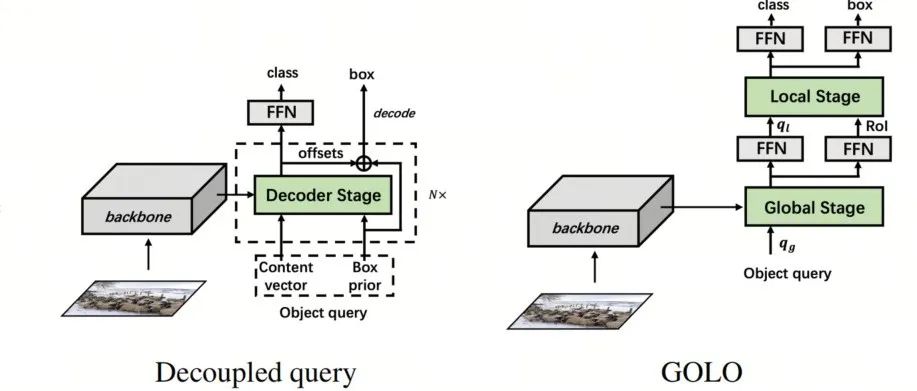 class
box
FFN
decode
offsets
Decoder Stage
N×
backbone
Content
vector
Box
prior
Object query
Decoupled query
class
box
FFN
FFN
Local Stage
q_l
RoI
FFN
FFN
Global Stage
backbone
q_g
Object query
GOLO